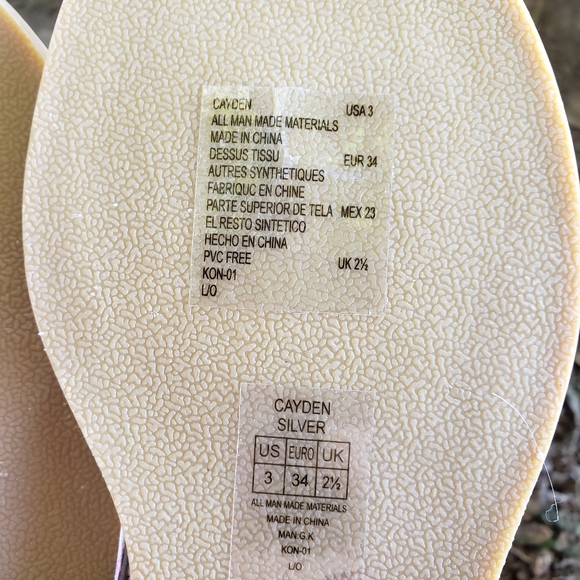 CAYDEN USA 3
ALL MAN MADE MATERIALS
MADE IN CHINA
DESSUS TISSU EUR 34
AUTRES SYNTHETIQUES
FABRIQUC EN CHINE
PARTE SUPERIOR DE TELA MEX 23
EL RESTO SINTETICO
HECHO EN CHINA
PVC FREE UK 2½
KON-01
L/O
CAYDEN
SILVER
US EURO UK
3 34 2½
ALL MAN MADE MATERIALS
MADE IN CHINA
MAN:G.K
KON-01
L/O